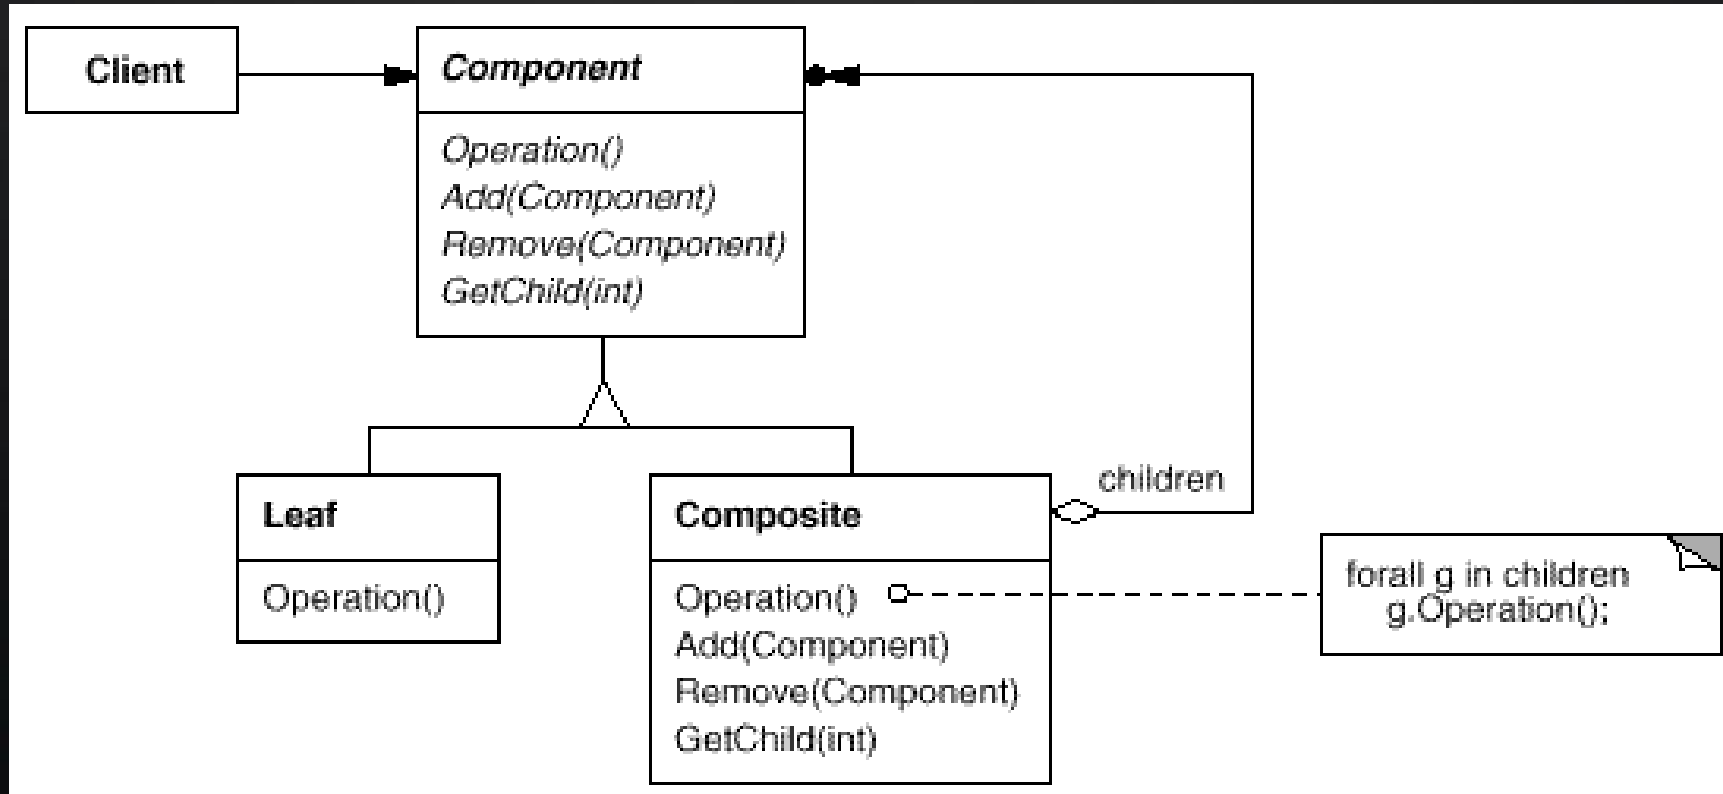 Client
Component
Operation()
Add(Component)
Remove(Component)
GetChild(int)
Leaf
Operation()
Composite
Operation()
Add(Component)
Remove(Component)
GetChild(int)
children
forall g in children
g.Operation();